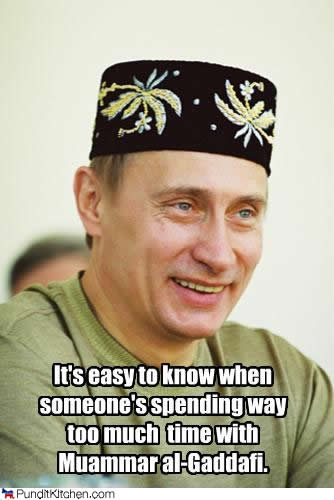 It's easy to know when
someone's spending way
too much time with
Muammar al-Gaddafi.
PunditKitchen.com